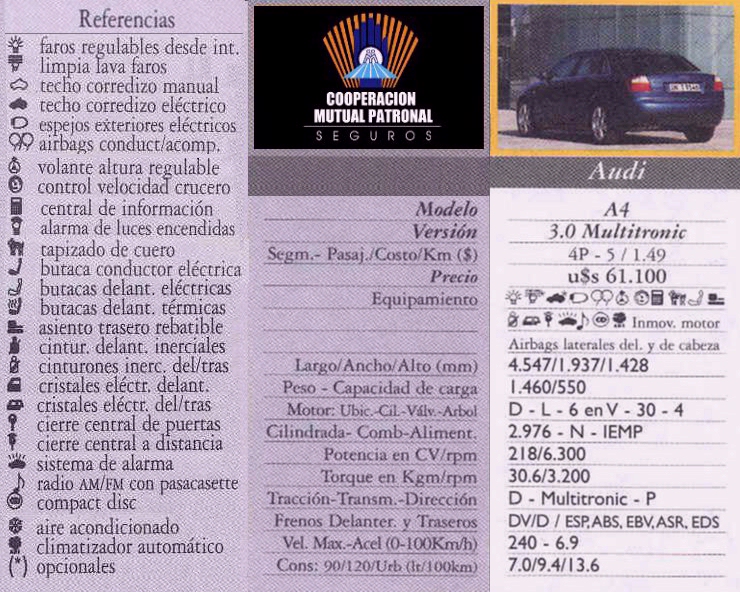 Referencias
faros regulables desde int.
limpia lava faros
techo corredizo manual
techo corredizo eléctrico
espejos exteriores eléctricos
airbags conduct/acomp.
volante altura regulable
control velocidad crucero
central de información
alarma de luces encendidas
tapizado de cuero
butaca conductor eléctrica
butacas delant. eléctricas
butacas delant. térmicas
asiento trasero rebatible
cintur. delant. inerciales
cinturones inerc. del/tras
cristales eléctr. delant.
cristales eléctr. del/tras
cierre central de puertas
cierre central a distancia
sistema de alarma
radio AM/FM con pasacasette
compact disc
aire acondicionado
climatizador automático
(*) opcionales
COOPERACION
MUTUAL PATRONAL
SEGUROS
Audi
Modelo A4
Versión 3.0 Multitronic
Segm.- Pasaj./Costo/Km ($) 4P - 5 / 1.49
Precio u$s 61.100
Equipamiento
Inmov. motor
Airbags laterales del. y de cabeza
Largo/Ancho/Alto (mm) 4.547/1.937/1.428
Peso - Capacidad de carga 1.460/550
Motor: Ubic.-Cil.-Válv.-Arbol D - L - 6 en V - 30 - 4
Cilindrada- Comb-Aliment. 2.976 - N - IEMP
Potencia en CV/rpm 218/6.300
Torque en Kgm/rpm 30.6/3.200
Tracción-Transm.-Dirección D - Multitronic - P
Frenos Delanter. y Traseros DV/D / ESP, ABS, EBV, ASR, EDS
Vel. Max.-Acel (0-100Km/h) 240 - 6.9
Cons: 90/120/Urb (lt/100km) 7.0/9.4/13.6